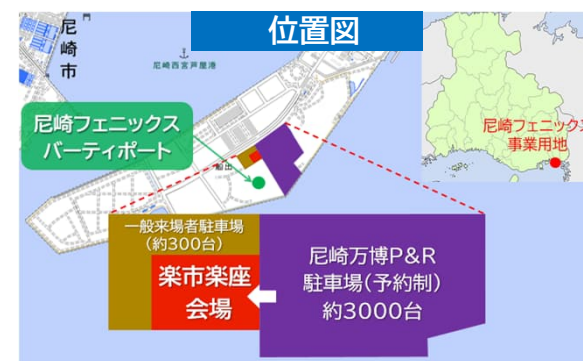 位置図
尼崎市
尼崎西宮芦屋港
尼崎フェニックス
バーティポート
船出
尼崎フェニックス
事業用地
一般来場者駐車場
(約300台)
楽市楽座
会場
尼崎万博P&R
駐車場(予約制)
約3000台